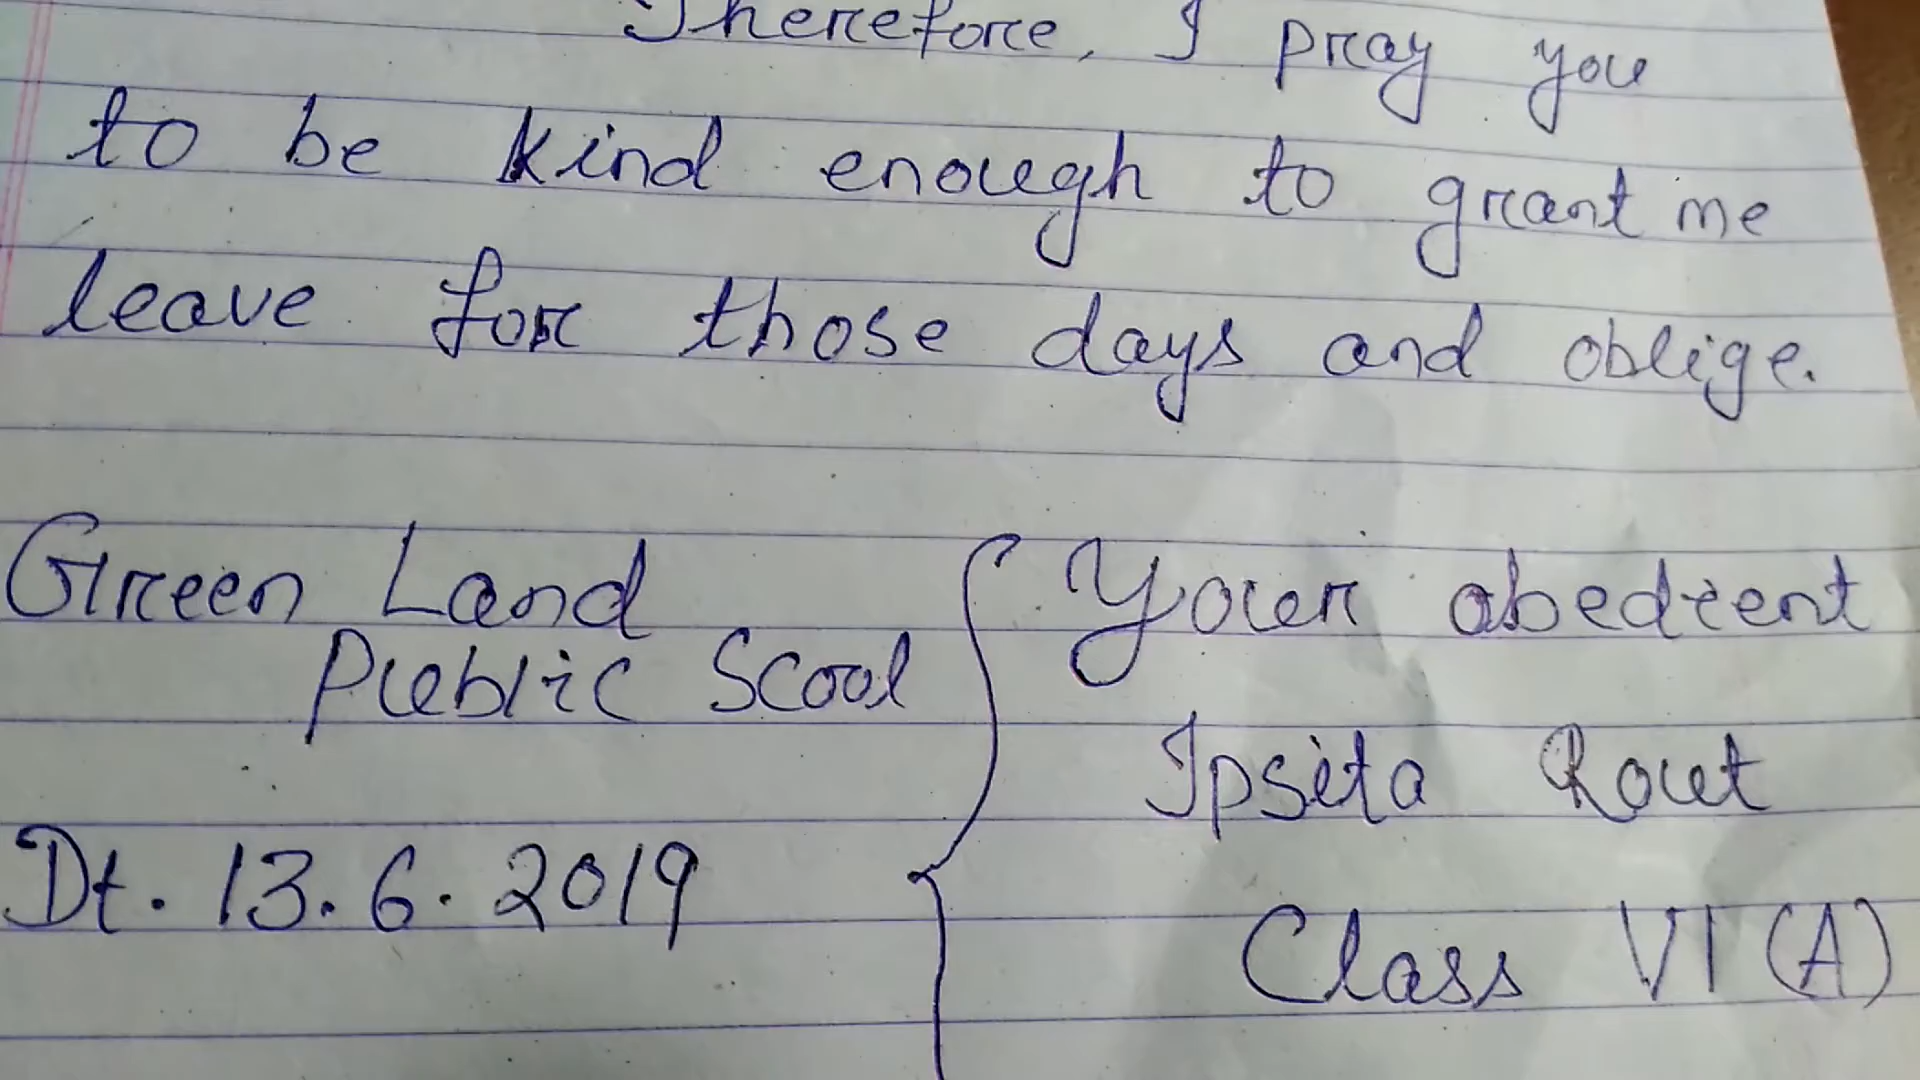 Therefore, I pray you
to be kind enough to grant me
leave for those days and oblige.
Green Land
Public Scool
Dt. 13.6.2019
Your obedient
Ipsita Rout
Class VI (A)